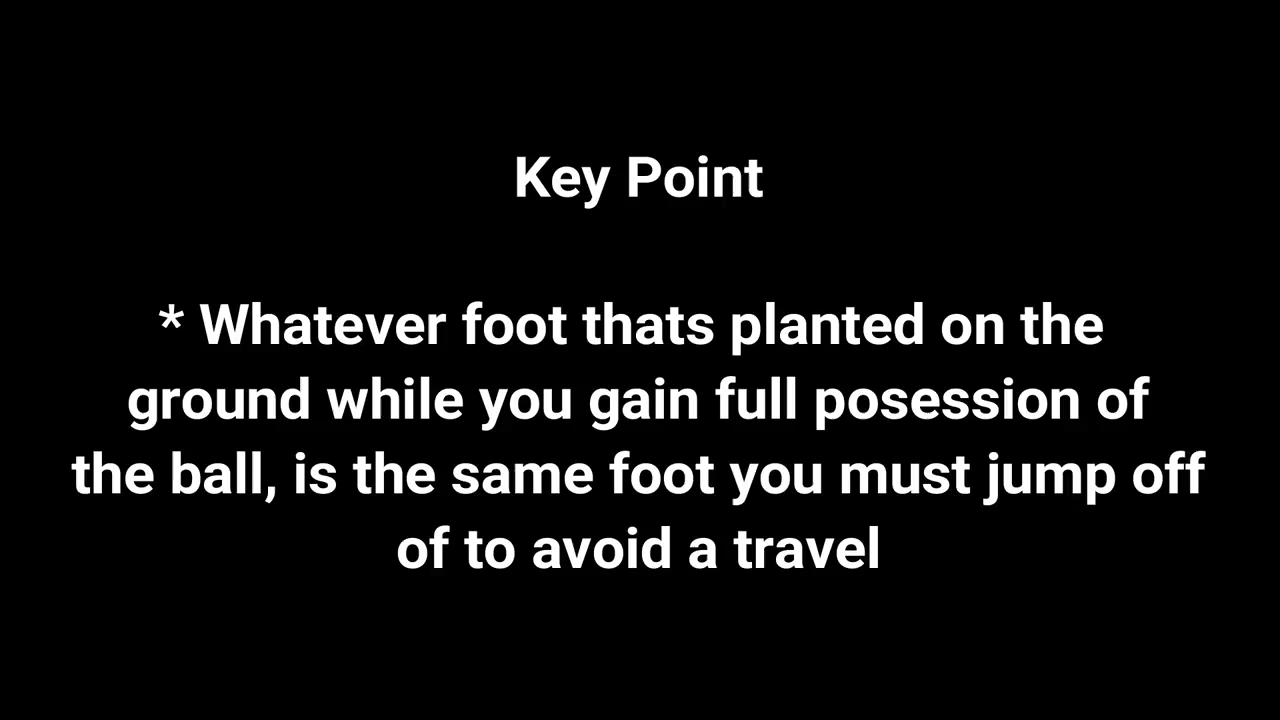 Key Point
* Whatever foot thats planted on the
ground while you gain full posession of
the ball, is the same foot you must jump off
of to avoid a travel